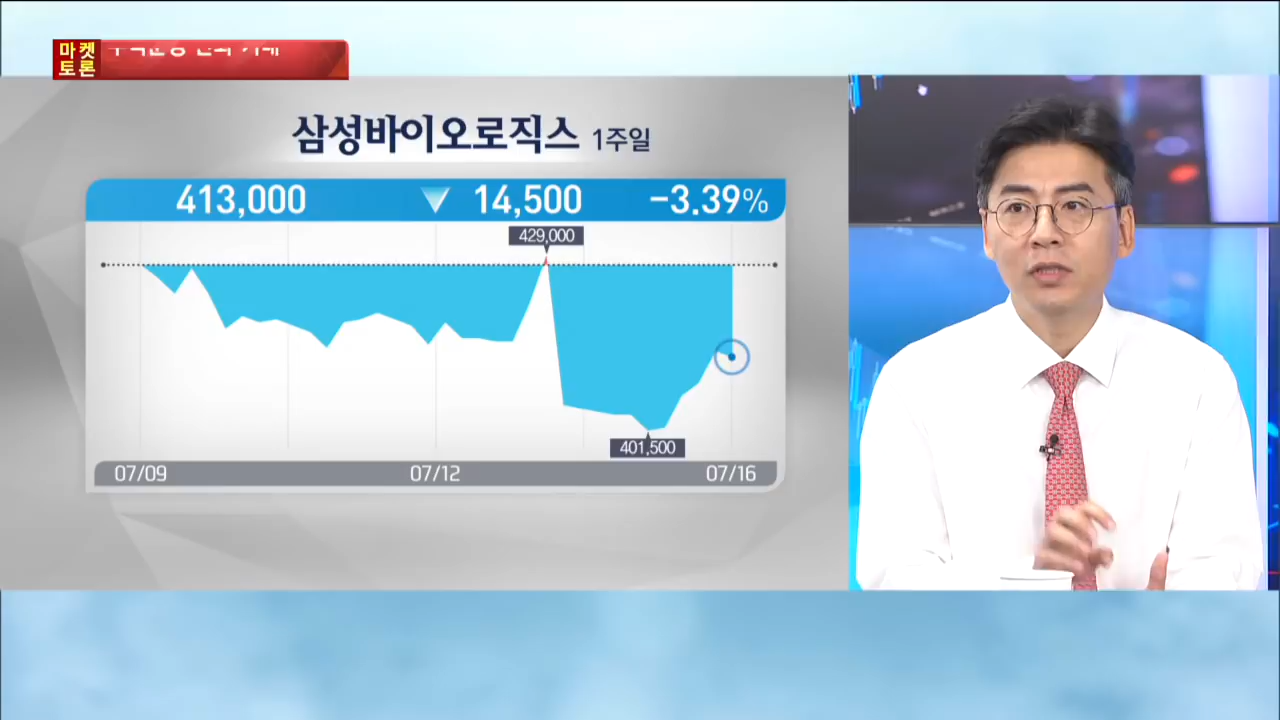 마켓
토론
삼성바이오로직스 1주일
413,000 ▼ 14,500 -3.39%
429,000
401,500
07/09 07/12 07/16